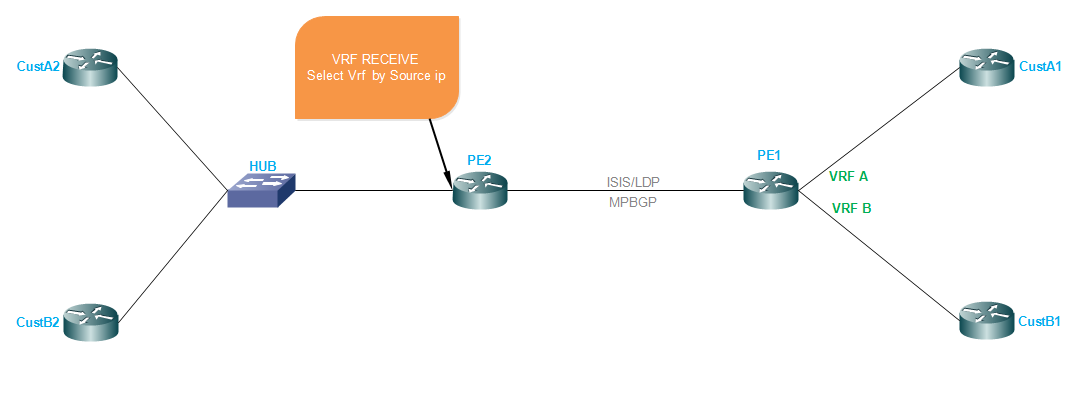 VRF RECEIVE
Select Vrf by Source ip
CustA2
CustA1
HUB
PE2
PE1
ISIS/LDP
MPBGP
VRF A
VRF B
CustB2
CustB1